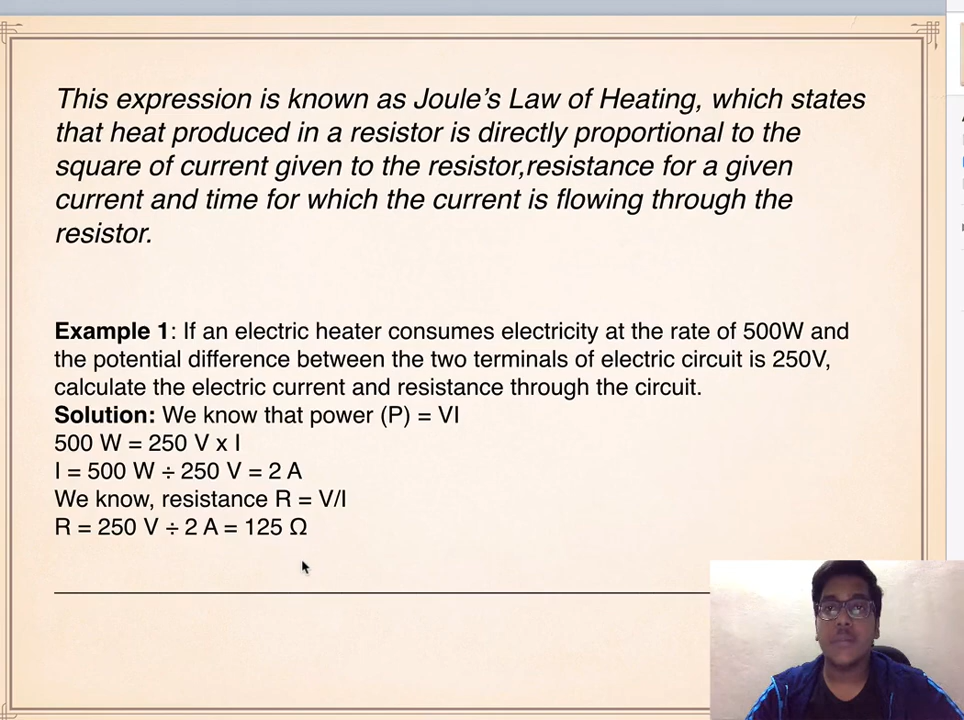 This expression is known as Joule's Law of Heating, which states
that heat produced in a resistor is directly proportional to the
square of current given to the resistor,resistance for a given
current and time for which the current is flowing through the
resistor.
Example 1: If an electric heater consumes electricity at the rate of 500W and
the potential difference between the two terminals of electric circuit is 250V,
calculate the electric current and resistance through the circuit.
Solution: We know that power (P) = VI
500 W = 250 V x I
I = 500 W ÷ 250 V = 2 A
We know, resistance R = V/I
R = 250 V ÷ 2 A = 125 Ω